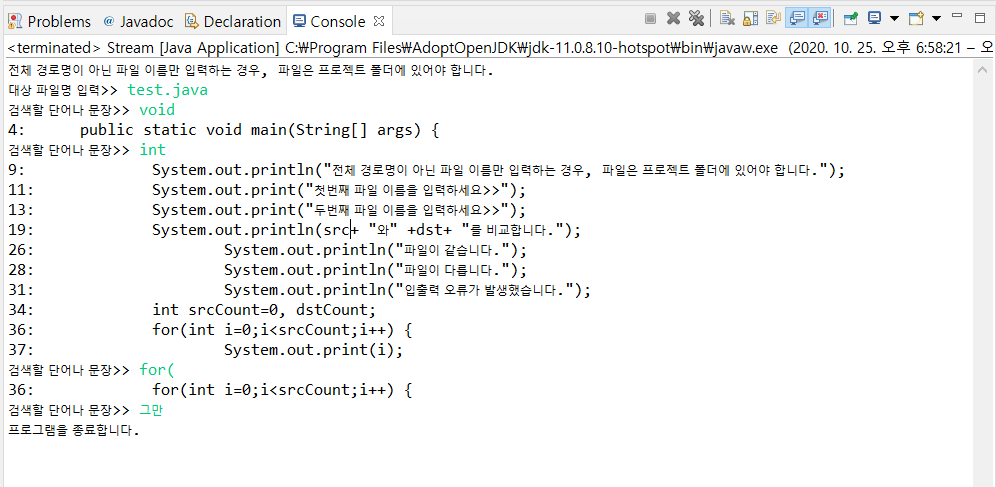 Problems @ Javadoc Declaration Console
<terminated> Stream [Java Application] C:₩Program Files₩AdoptOpenJDK₩jdk-11.0.8.10-hotspot₩bin₩javaw.exe (2020. 10. 25. 오후 6:58:21 – 오
전체 경로명이 아닌 파일 이름만 입력하는 경우, 파일은 프로젝트 폴더에 있어야 합니다.
대상 파일명 입력>> test.java
검색할 단어나 문장>> void
4: public static void main(String[] args) {
검색할 단어나 문장>> int
9: System.out.println("전체 경로명이 아닌 파일 이름만 입력하는 경우, 파일은 프로젝트 폴더에 있어야 합니다.");
11: System.out.print("첫번째 파일 이름을 입력하세요>>");
13: System.out.print("두번째 파일 이름을 입력하세요>>");
19: System.out.println(src+ "와" +dst+ "를 비교합니다.");
26: System.out.println("파일이 같습니다.");
28: System.out.println("파일이 다릅니다.");
31: System.out.println("입출력 오류가 발생했습니다.");
34: int srcCount=0, dstCount;
36: for(int i=0;i<srcCount;i++) {
37: System.out.print(i);
검색할 단어나 문장>> for(
36: for(int i=0;i<srcCount;i++) {
검색할 단어나 문장>> 그만
프로그램을 종료합니다.